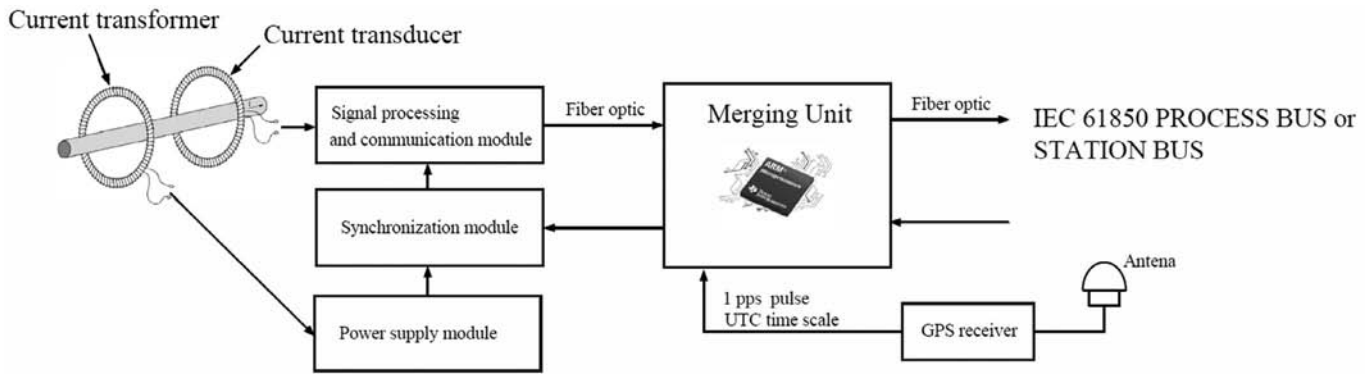 Current transformer
Current transducer
Signal processing
and communication module
Fiber optic
Merging Unit
ARM
Fiber optic
IEC 61850 PROCESS BUS or
STATION BUS
Synchronization module
Antena
1 pps pulse
UTC time scale
Power supply module
GPS receiver